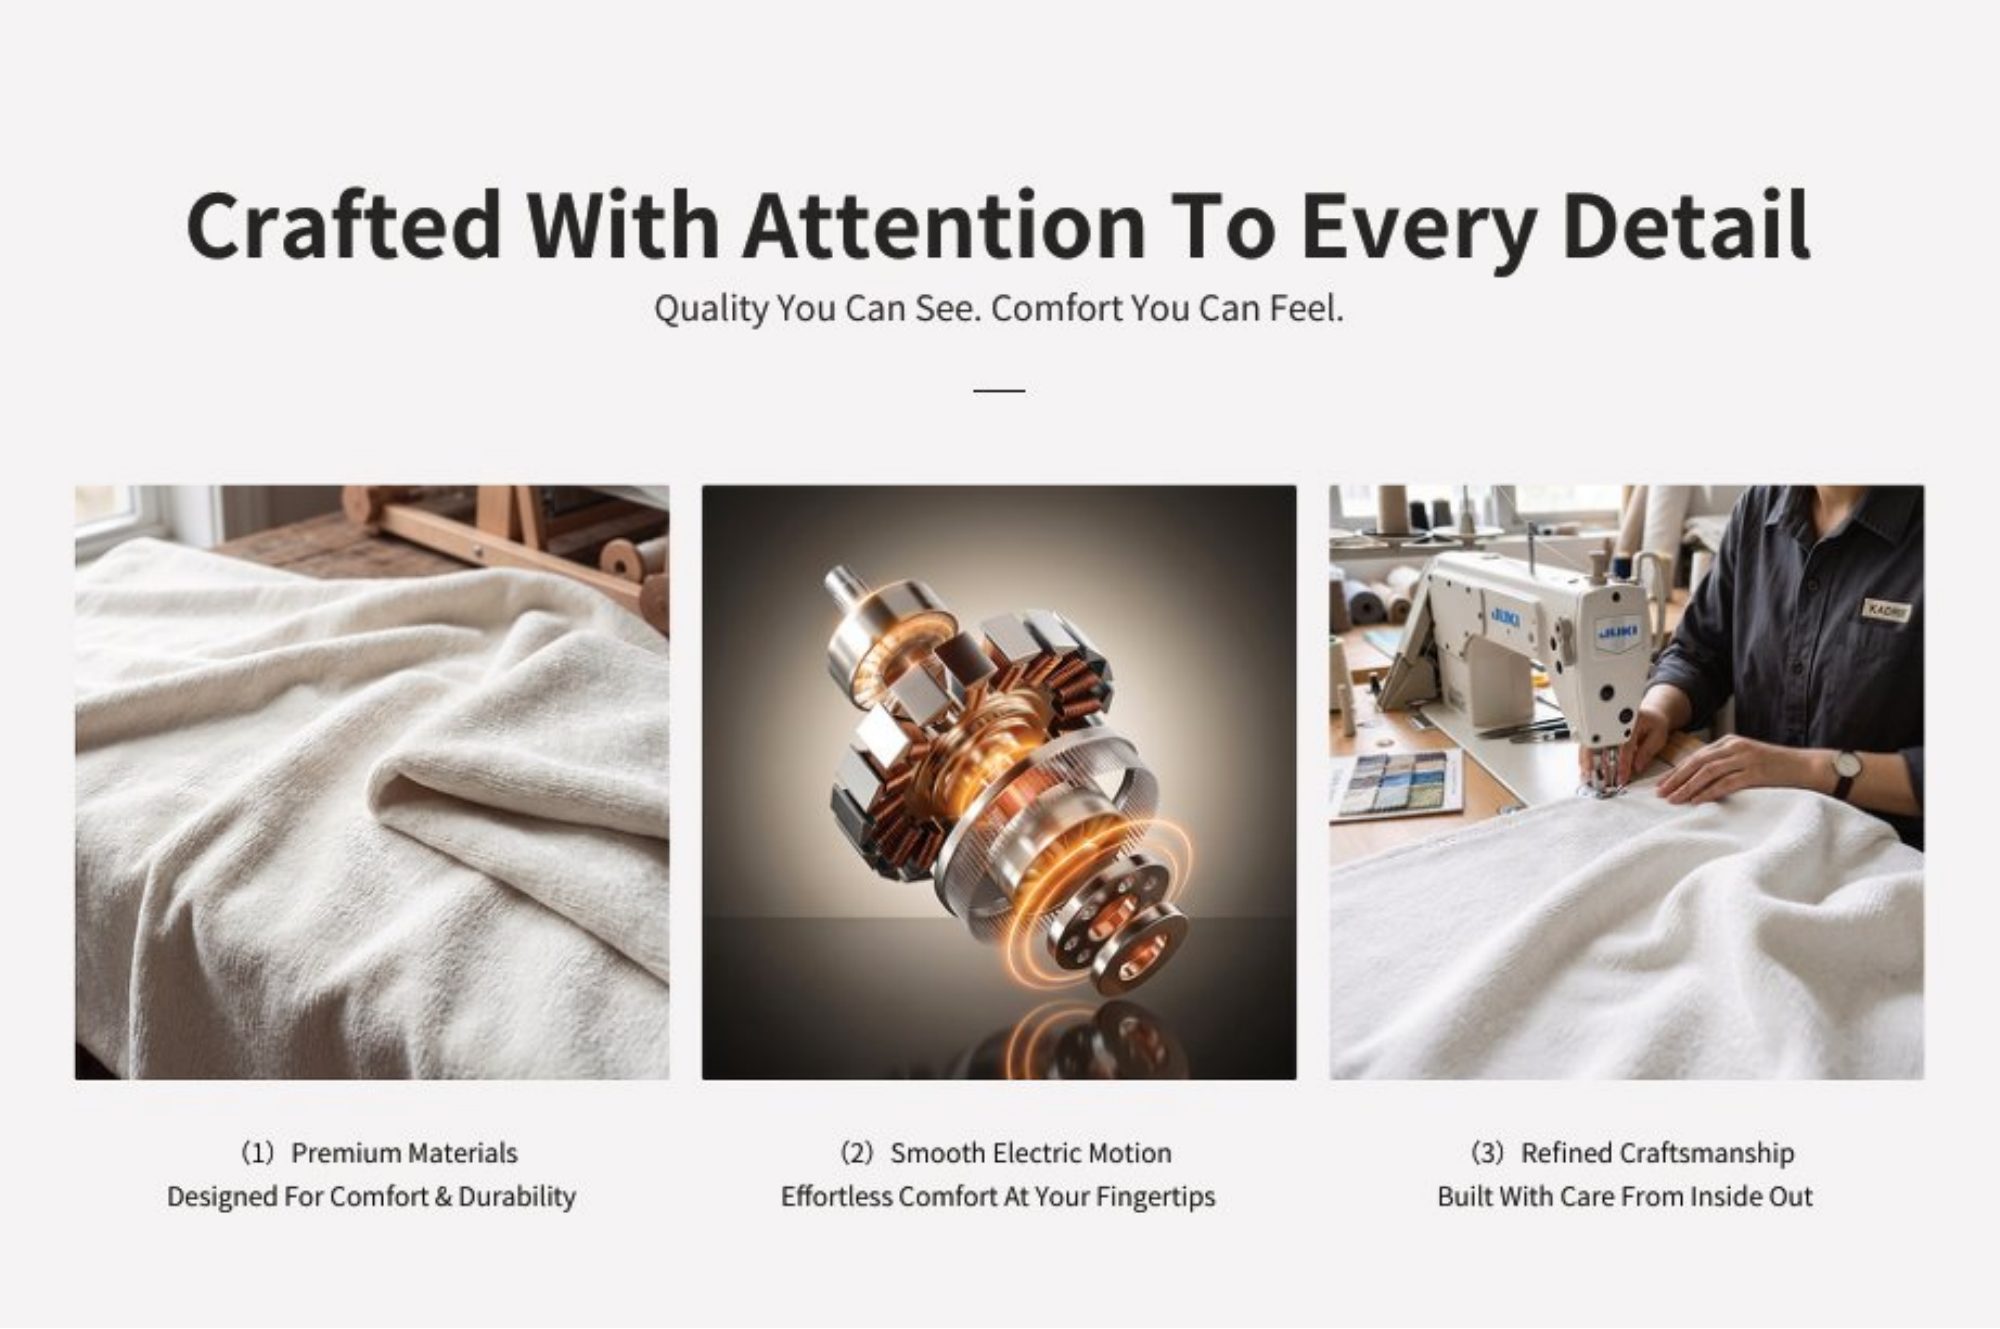 Crafted With Attention To Every Detail
Quality You Can See. Comfort You Can Feel.
JUKI
JUKI
(1) Premium Materials
Designed For Comfort & Durability
(2) Smooth Electric Motion
Effortless Comfort At Your Fingertips
(3) Refined Craftsmanship
Built With Care From Inside Out